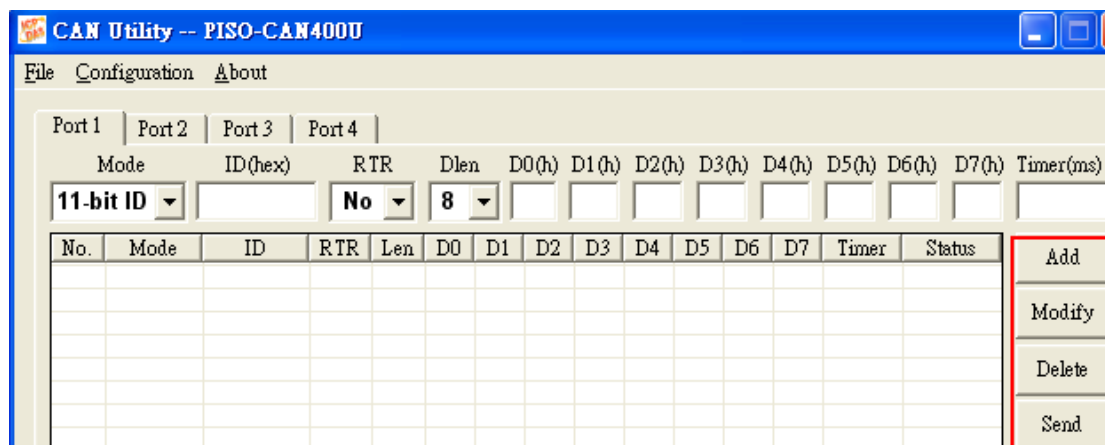 CAN Utility -- PISO-CAN400U
File Configuration About
Port 1 Port 2 Port 3 Port 4
Mode ID(hex) RTR Dlen D0(h) D1(h) D2(h) D3(h) D4(h) D5(h) D6(h) D7(h) Timer(ms)
11-bit ID No 8
No. Mode ID RTR Len D0 D1 D2 D3 D4 D5 D6 D7 Timer Status
Add
Modify
Delete
Send